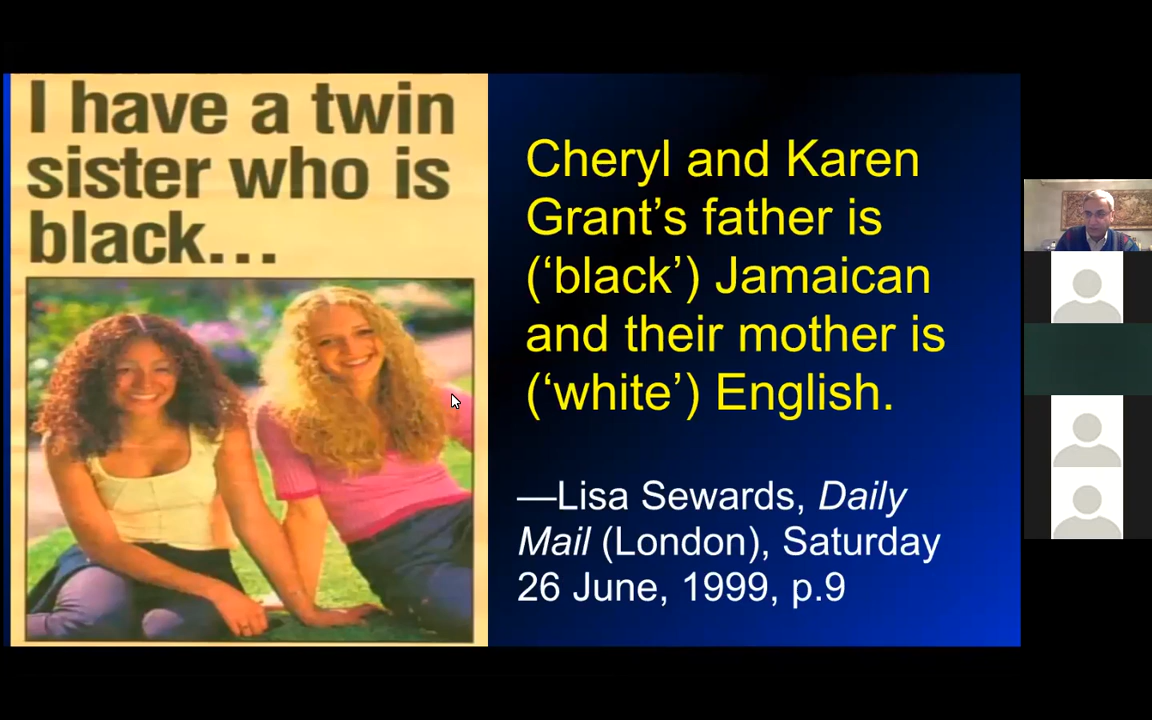 I have a twin
sister who is
black...
Cheryl and Karen
Grant’s father is
(‘black’) Jamaican
and their mother is
(‘white’) English.
—Lisa Sewards, Daily
Mail (London), Saturday
26 June, 1999, p.9